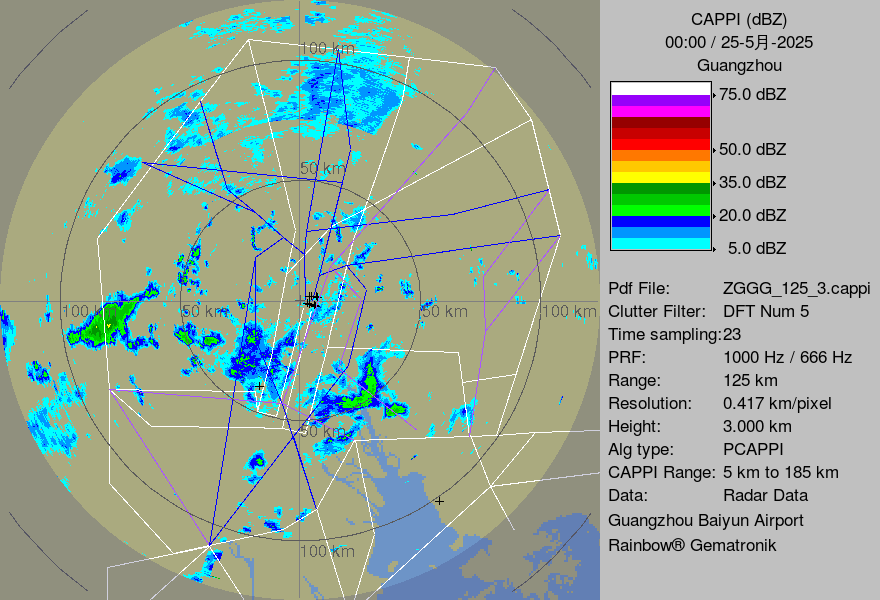 CAPPI (dBZ)
00:00 / 25-5月-2025
Guangzhou
75.0 dBZ
50.0 dBZ
35.0 dBZ
20.0 dBZ
5.0 dBZ
Pdf File: ZGGG_125_3.cappi
Clutter Filter: DFT Num 5
Time sampling:23
PRF: 1000 Hz / 666 Hz
Range: 125 km
Resolution: 0.417 km/pixel
Height: 3.000 km
Alg type: PCAPPI
CAPPI Range: 5 km to 185 km
Data: Radar Data
Guangzhou Baiyun Airport
Rainbow® Gematronik
100 km
50 km
100 km
50 km
50 km
100 km
50 km
100 km